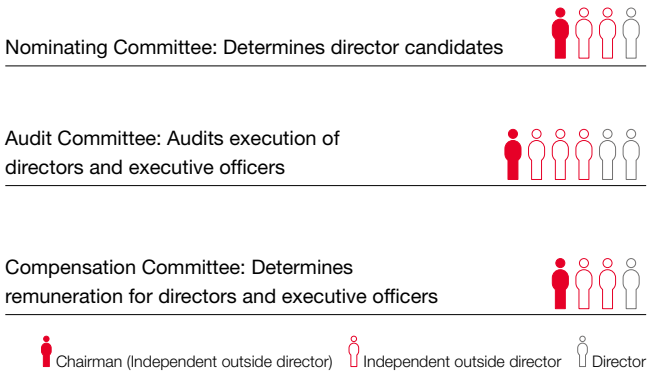 Nominating Committee: Determines director candidates
Audit Committee: Audits execution of
directors and executive officers
Compensation Committee: Determines
remuneration for directors and executive officers
Chairman (Independent outside director) Independent outside director Director